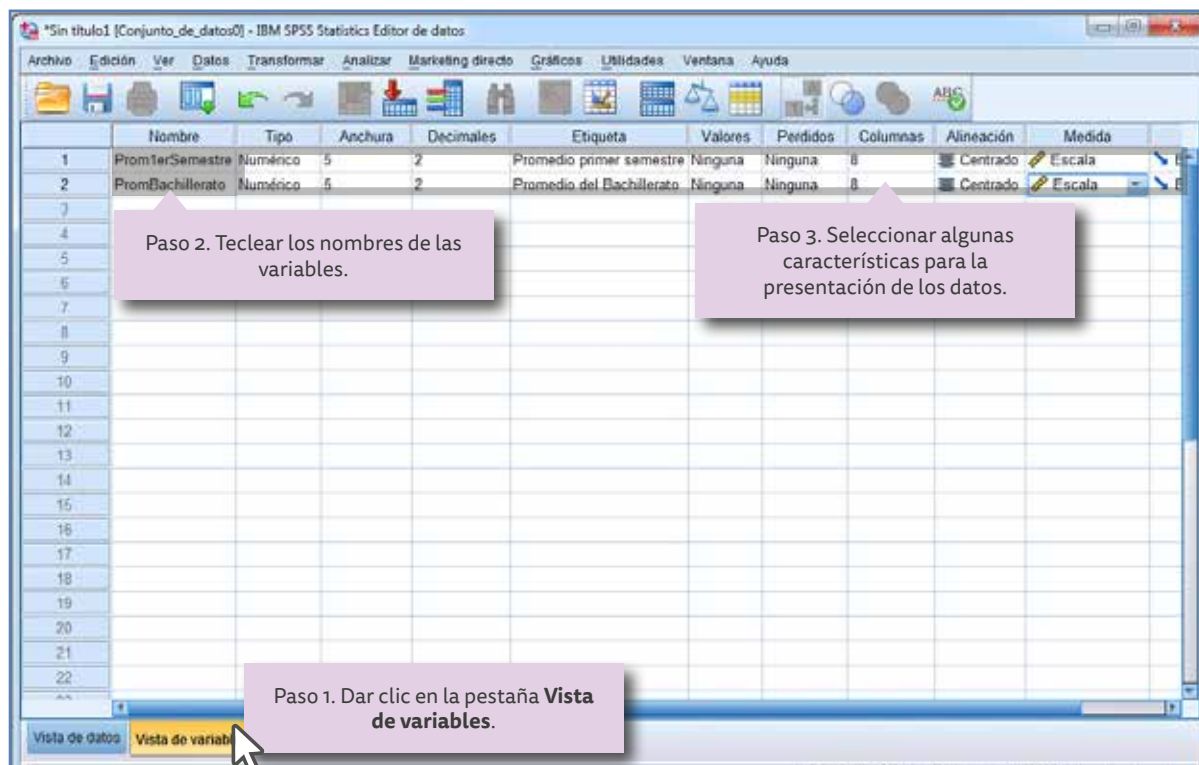 *Sin título1 [Conjunto_de_datos0] - IBM SPSS Statistics Editor de datos
Archivo Edición Ver Datos Transformar Analizar Marketing directo Gráficos Utilidades Ventana Ayuda
ABC
Nombre Tipo Anchura Decimales Etiqueta Valores Perdidos Columnas Alineación Medida
1 Prom1erSemestre Numérico 5 2 Promedio primer semestre Ninguna Ninguna 8 Centrado Escala
2 PromBachillerato Numérico 5 2 Promedio del Bachillerato Ninguna Ninguna 8 Centrado Escala
3
4
5
6
7
8
9
10
11
12
13
14
15
16
17
18
19
20
21
22
Paso 2. Teclear los nombres de las
variables.
Paso 3. Seleccionar algunas
características para la
presentación de los datos.
Paso 1. Dar clic en la pestaña Vista
de variables.
Vista de datos Vista de variabl